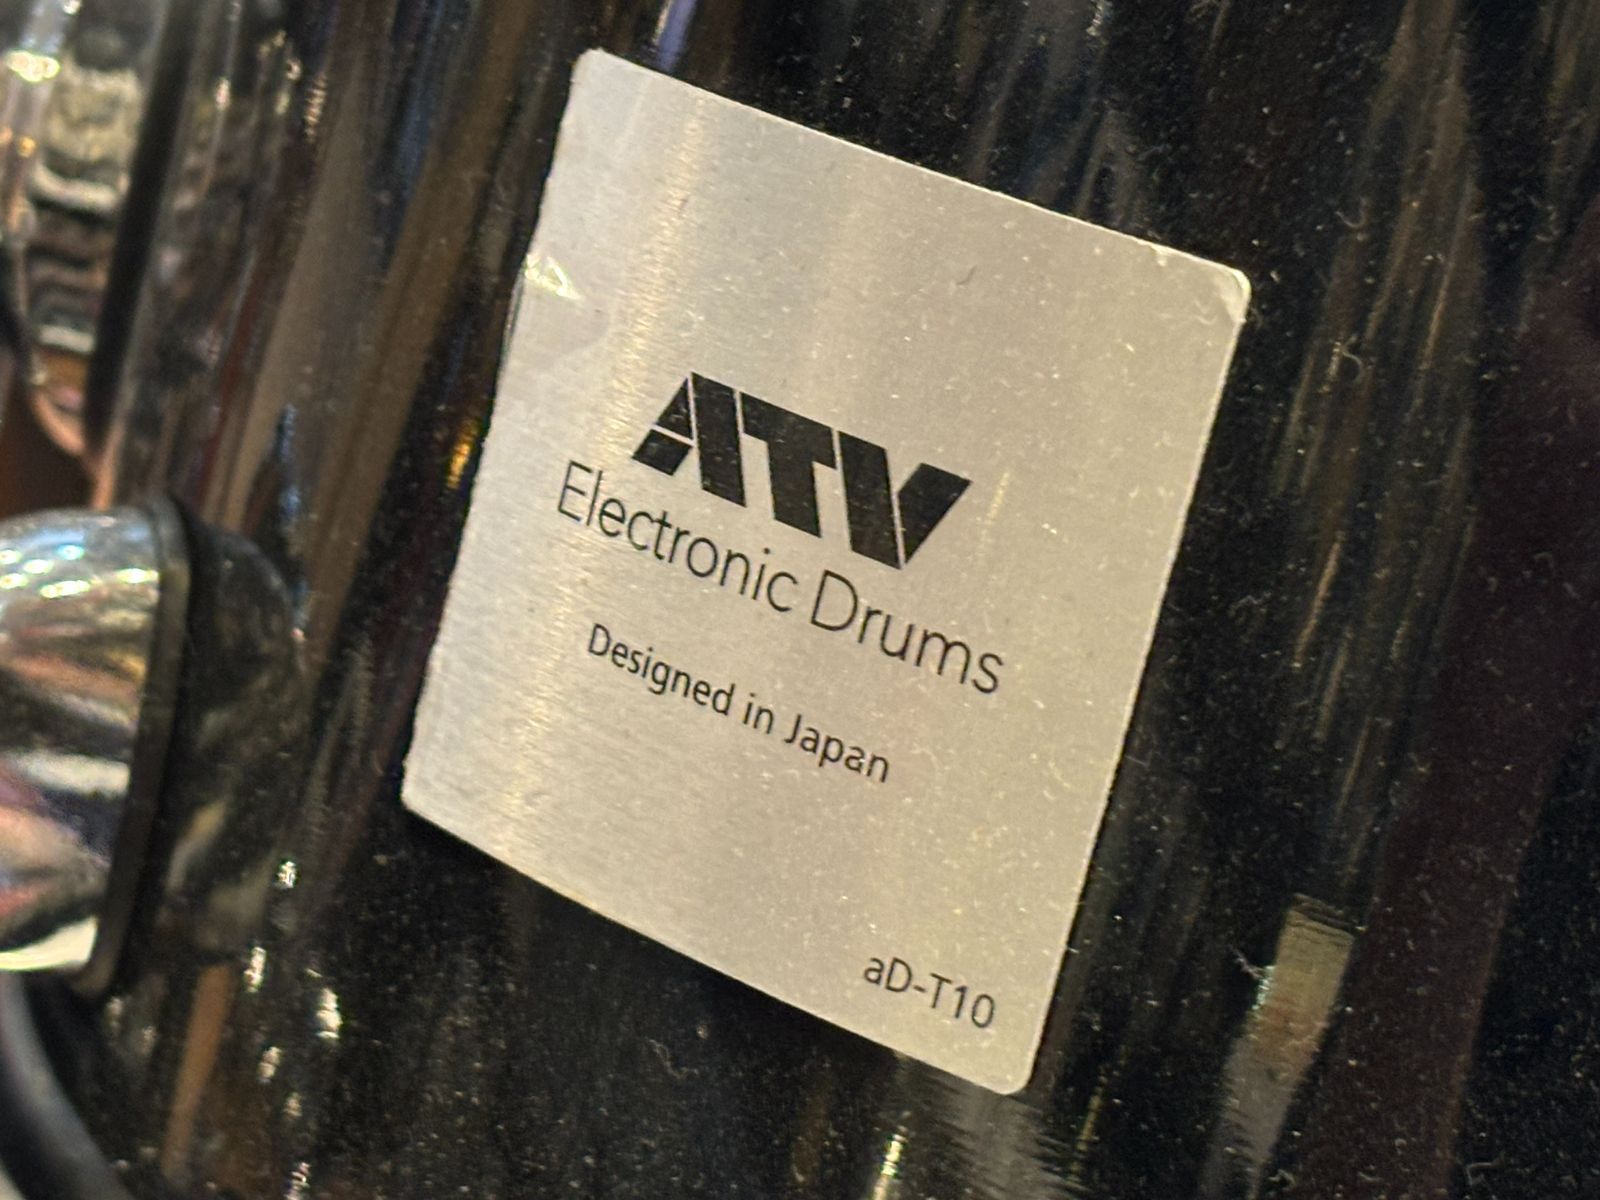 ATV
Electronic Drums
Designed in Japan
aD-T10